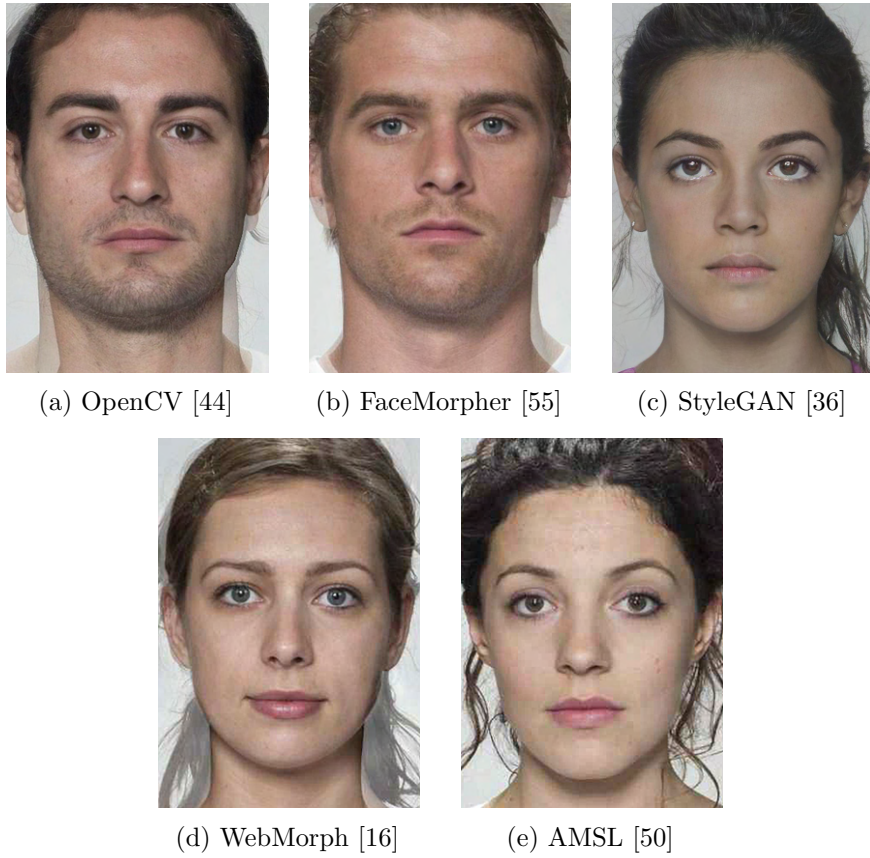 (a) OpenCV [44]
(b) FaceMorpher [55]
(c) StyleGAN [36]
(d) WebMorph [16]
(e) AMSL [50]